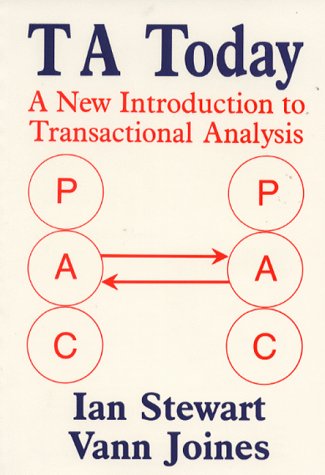 T A Today
A New Introduction to
Transactional Analysis
P P
A A
C C
Ian Stewart
Vann Joines